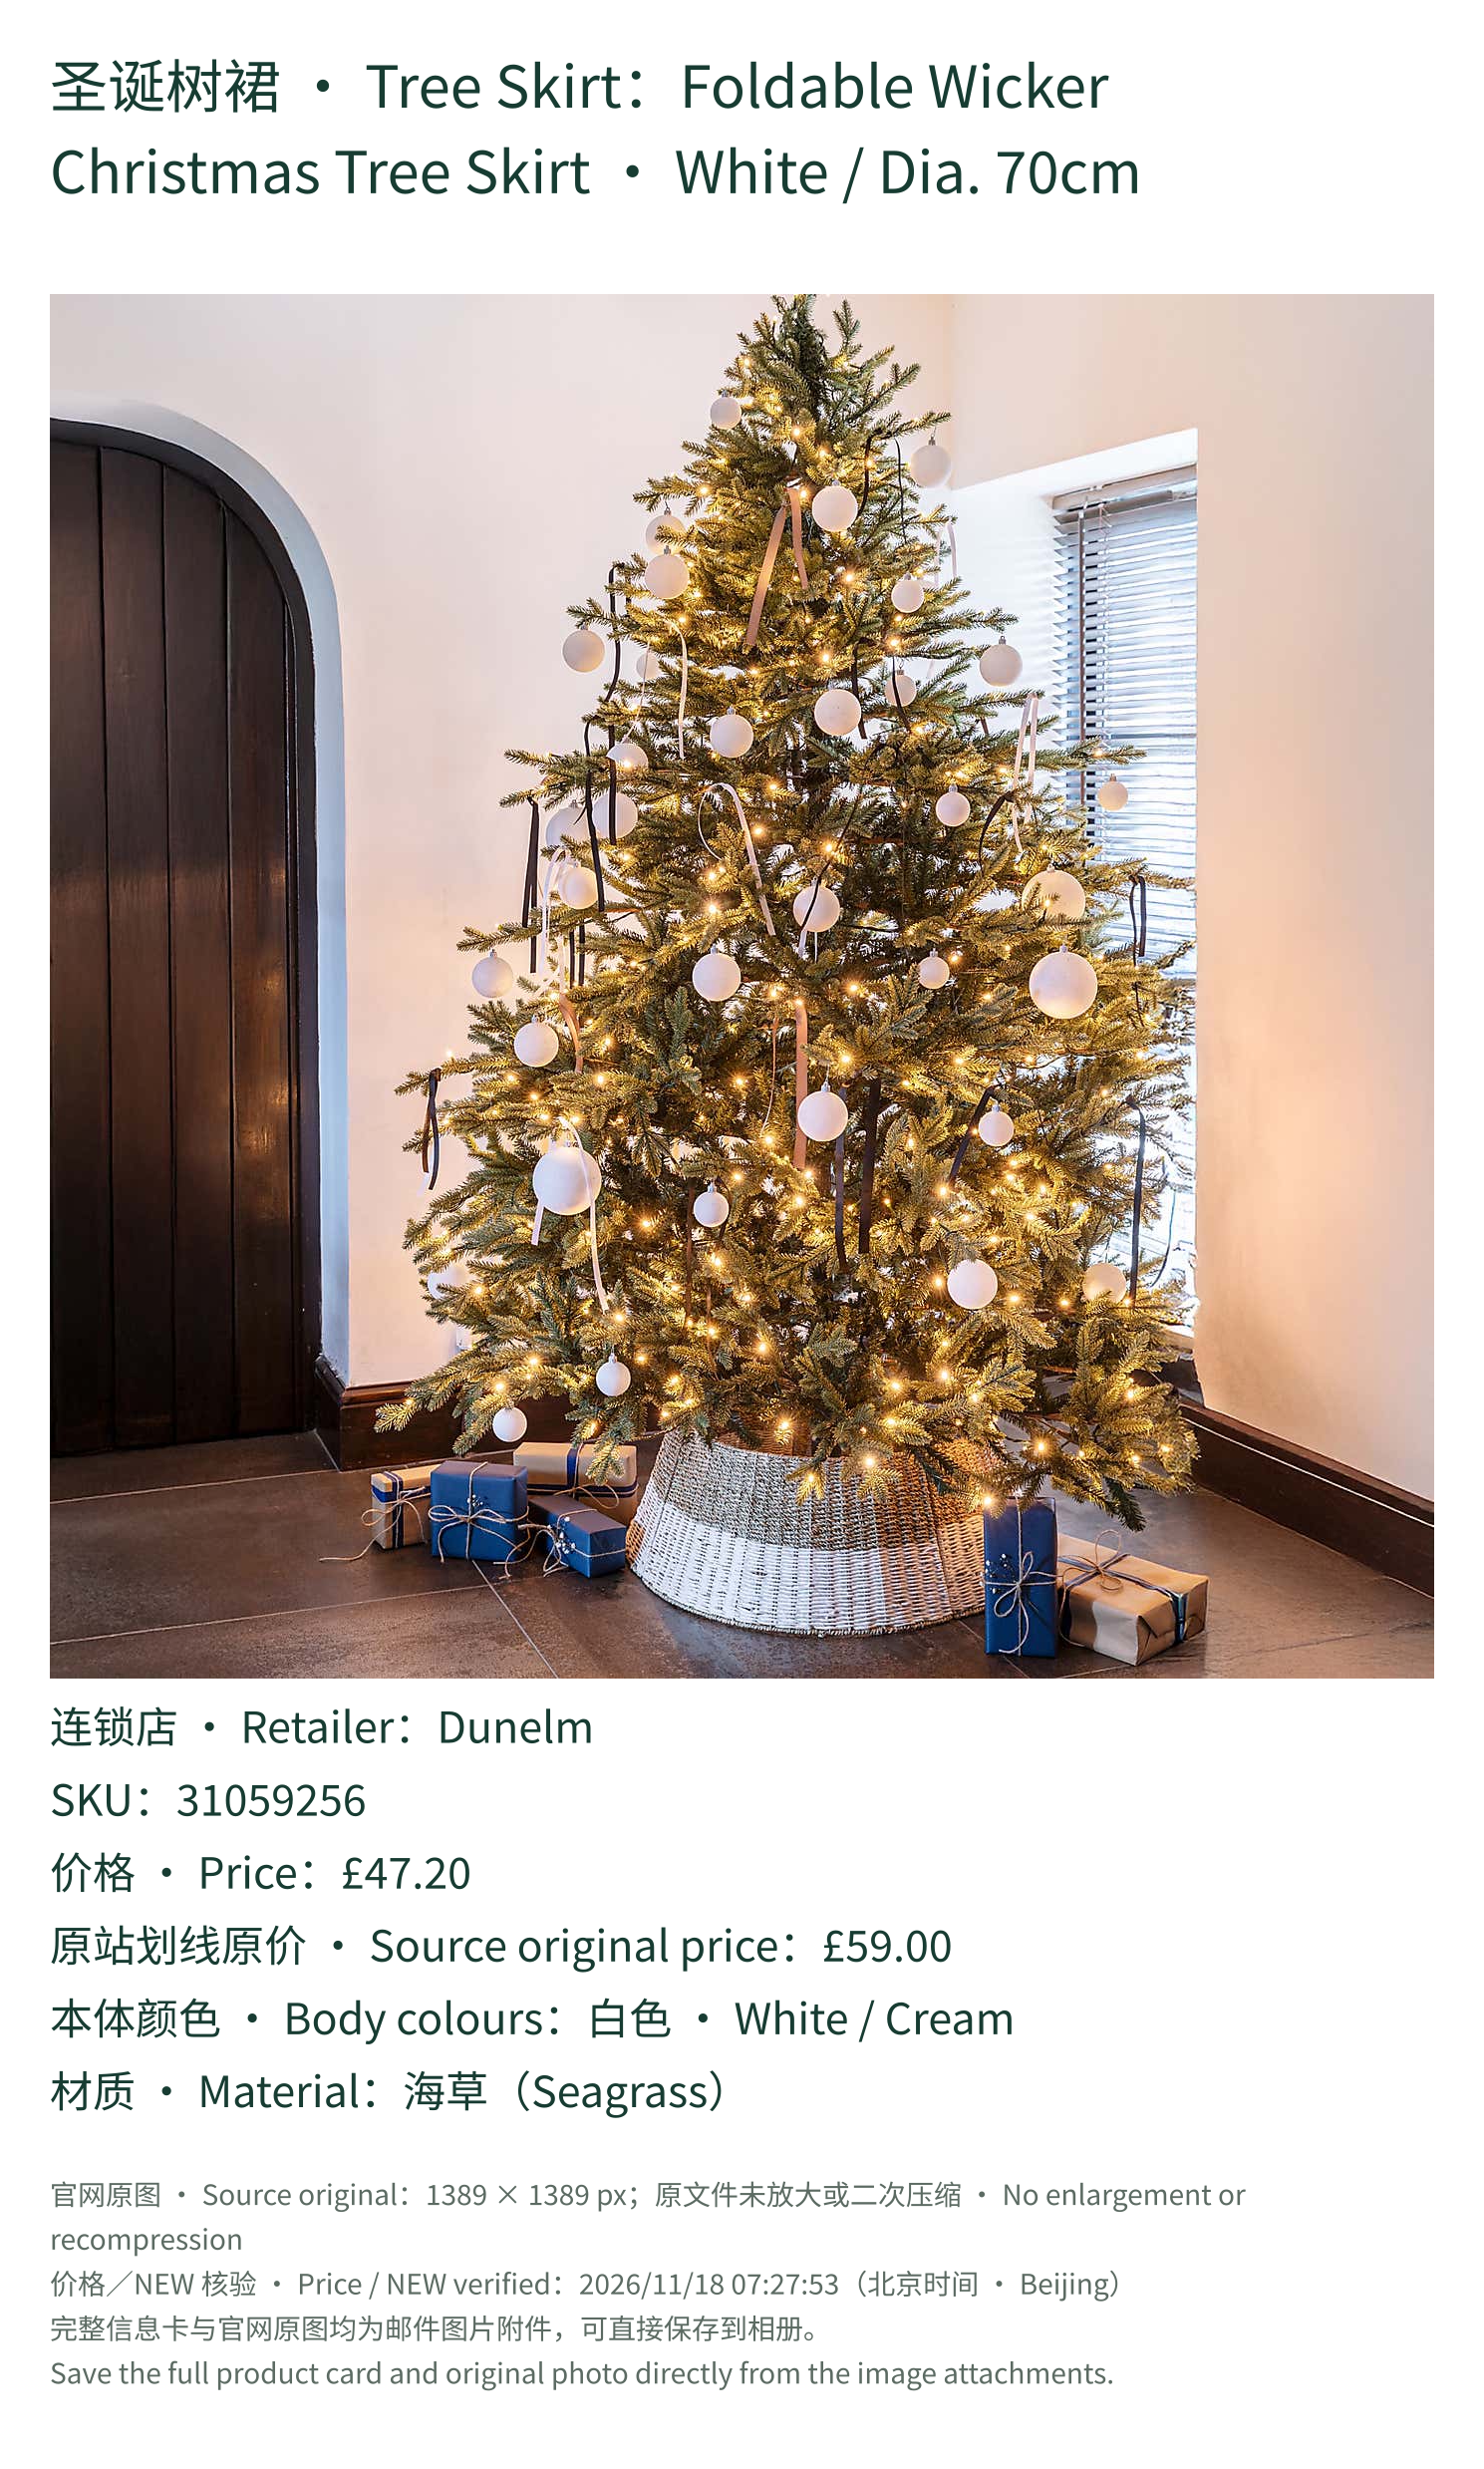 圣诞树裙 · Tree Skirt：Foldable Wicker
Christmas Tree Skirt · White / Dia. 70cm
连锁店 · Retailer：Dunelm
SKU：31059256
价格 · Price：£47.20
原站划线原价 · Source original price：£59.00
本体颜色 · Body colours：白色 · White / Cream
材质 · Material：海草（Seagrass）
官网原图 · Source original：1389 × 1389 px；原文件未放大或二次压缩 · No enlargement or
recompression
价格／NEW 核验 · Price / NEW verified：2026/11/18 07:27:53（北京时间 · Beijing）
完整信息卡与官网原图均为邮件图片附件，可直接保存到相册。
Save the full product card and original photo directly from the image attachments.